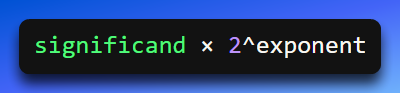 significand × 2^exponent